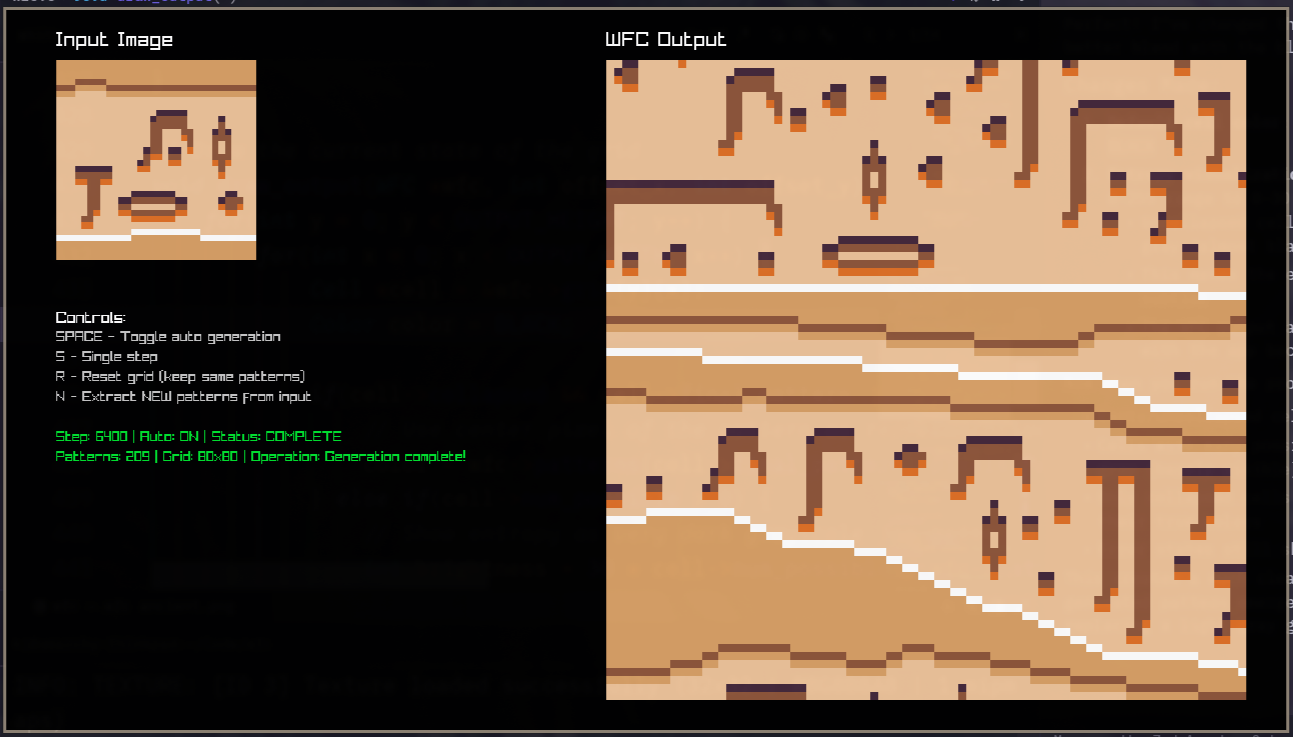 Input Image
WFC Output
Controls:
SPACE - Toggle auto generation
S - Single step
R - Reset grid (keep same patterns)
N - Extract NEW patterns from input
Step: 6400 | Auto: ON | Status: COMPLETE
Patterns: 209 | Grid: 80x80 | Operation: Generation complete!